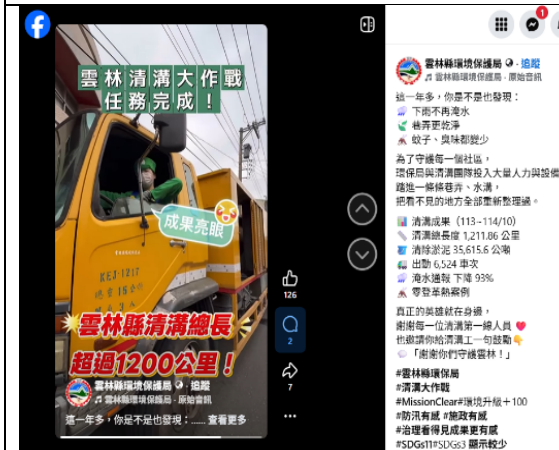 雲林清溝大作戰
任務完成！
成果亮眼
KEJ-1217
雲林縣清溝總長
超過1200公里！
雲林縣環境保護局 · 追蹤
雲林縣環境保護局 · 原始音訊
這一年多，你是不是也發現：...... 查看更多
126
2
7
1
雲林縣環境保護局 · 追蹤
雲林縣環境保護局 · 原始音訊
這一年多，你是不是也發現：
下雨不再淹水
巷弄更乾淨
蚊子、臭味都變少
為了守護每一個社區，
環保局與清溝團隊投入大量人力與設備
踏進一條條巷弄、水溝，
把看不見的地方全部重新整理過。
清溝成果（113~114/10）
清溝總長度 1,211.86 公里
清除淤泥 35,615.6 公噸
出動 6,524 車次
淹水通報 下降 93%
零登革熱案例
真正的英雄就在身邊，
謝謝每一位清溝第一線人員
也邀請你給清溝工一句鼓勵
「謝謝你們守護雲林！」
#雲林縣環保局
#清溝大作戰
#MissionClear#環境升級+100
#防汛有感 #施政有感
#治理看得見成果更有感
#SDGs11#SDGs3 顯示較少